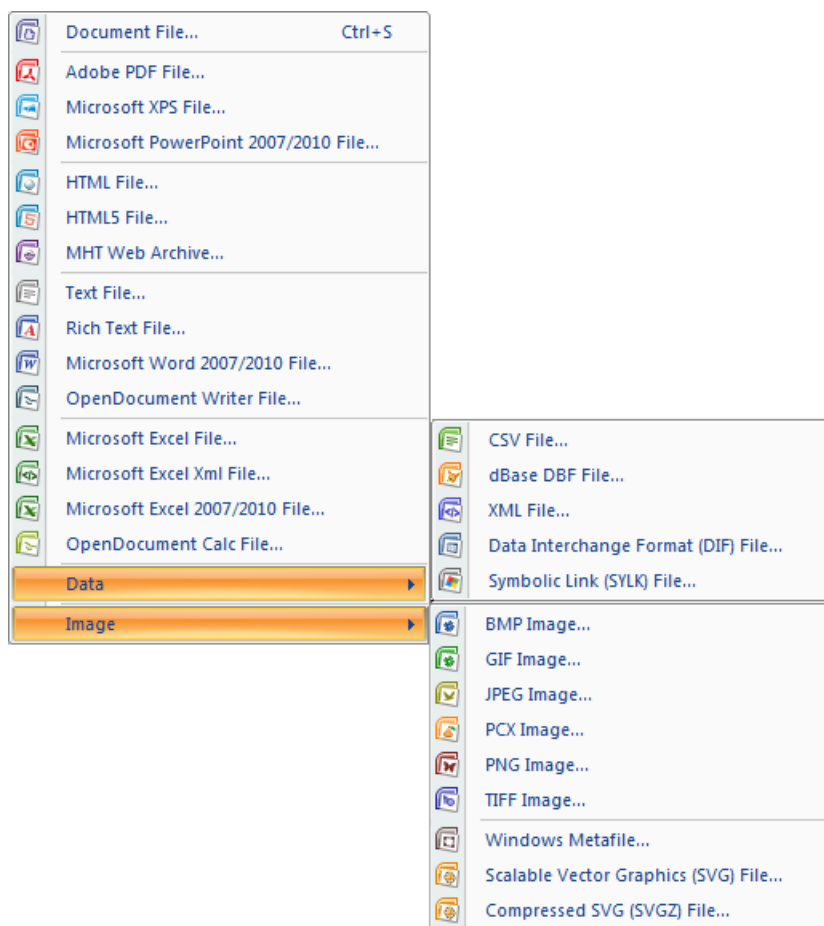 Document File... Ctrl+S
Adobe PDF File...
Microsoft XPS File...
Microsoft PowerPoint 2007/2010 File...
HTML File...
HTML5 File...
MHT Web Archive...
Text File...
Rich Text File...
Microsoft Word 2007/2010 File...
OpenDocument Writer File...
Microsoft Excel File...
Microsoft Excel Xml File...
Microsoft Excel 2007/2010 File...
OpenDocument Calc File...
Data
Image
CSV File...
dBase DBF File...
XML File...
Data Interchange Format (DIF) File...
Symbolic Link (SYLK) File...
BMP Image...
GIF Image...
JPEG Image...
PCX Image...
PNG Image...
TIFF Image...
Windows Metafile...
Scalable Vector Graphics (SVG) File...
Compressed SVG (SVGZ) File...